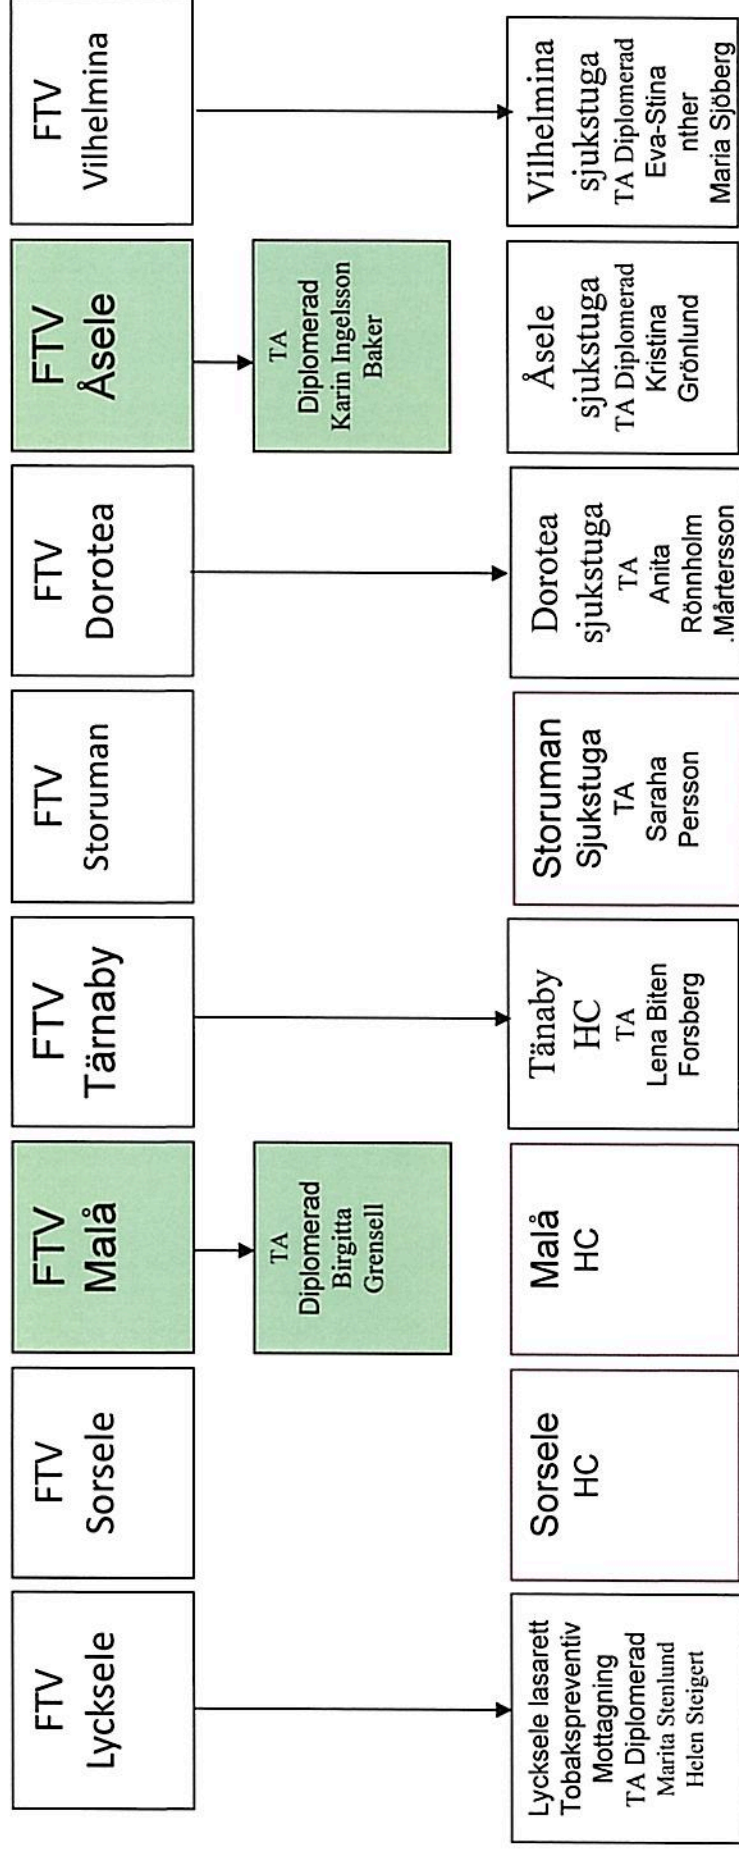 FTV
Lycksele
FTV
Sorsele
FTV
Malå
FTV
Tärnaby
FTV
Storuman
FTV
Dorotea
FTV
Åsele
FTV
Vilhelmina
TA
Diplomerad
Birgitta
Grensell
TA
Diplomerad
Karin Ingelsson
Baker
Lycksele lasarett
Tobakspreventiv
Mottagning
TA Diplomerad
Marita Stenlund
Helen Steigert
Sorsele
HC
Malå
HC
Tänaby
HC
TA
Lena Biten
Forsberg
Storuman
Sjukstuga
TA
Saraha
Persson
Dorotea
sjukstuga
TA
Anita
Rönnholm
.Mårtersson
Åsele
sjukstuga
TA Diplomerad
Kristina
Grönlund
Vilhelmina
sjukstuga
TA Diplomerad
Eva-Stina
nther
Maria Sjöberg